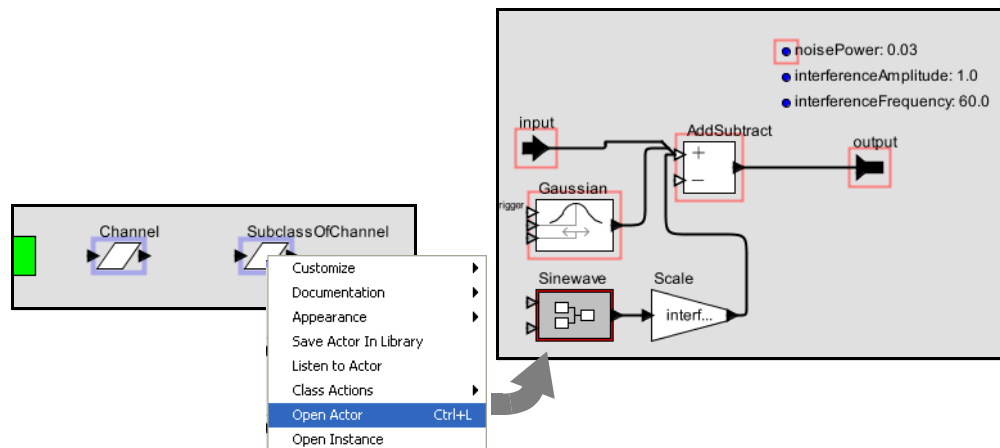 noisePower: 0.03
interferenceAmplitude: 1.0
interferenceFrequency: 60.0
input
AddSubtract
output
+
−
Gaussian
rigger
Sinewave
Scale
interf...
Channel
SubclassOfChannel
Customize
Documentation
Appearance
Save Actor In Library
Listen to Actor
Class Actions
Open Actor Ctrl+L
Open Instance